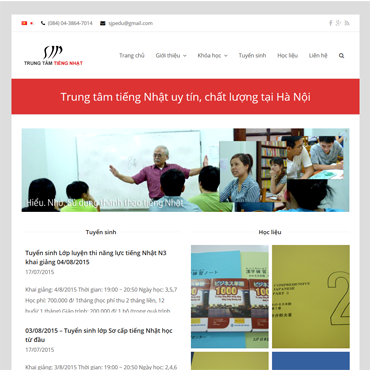 (084) 04-3864-7014
sjpedu@gmail.com
SJP
TRUNG TÂM TIẾNG NHẬT
Trang chủ Giới thiệu Khóa học Tuyển sinh Học liệu Liên hệ
Trung tâm tiếng Nhật uy tín, chất lượng tại Hà Nội
Hiểu. Nhớ. Sử dụng thành thạo tiếng Nhật
Tuyển sinh
Học liệu
Tuyển sinh Lớp luyện thi năng lực tiếng Nhật N3
khai giảng 04/08/2015
17/07/2015
Khai giảng: 4/8/2015 Thời gian: 19:00 – 20:50 Ngày học: 3,5,7
Học phí: 700.000 đ/ 1tháng (học phí thu 2 tháng liền, 12
buổi/ 1 tháng) Giáo trình: 200.000 đ/ 1 bộ (trong quá trình
03/08/2015 – Tuyển sinh lớp Sơ cấp tiếng Nhật học
từ đầu
17/07/2015
Khai giảng: 3/8/2015 Thời gian: 19:00 – 20:50 Ngày học: 2,4,6
1000
2